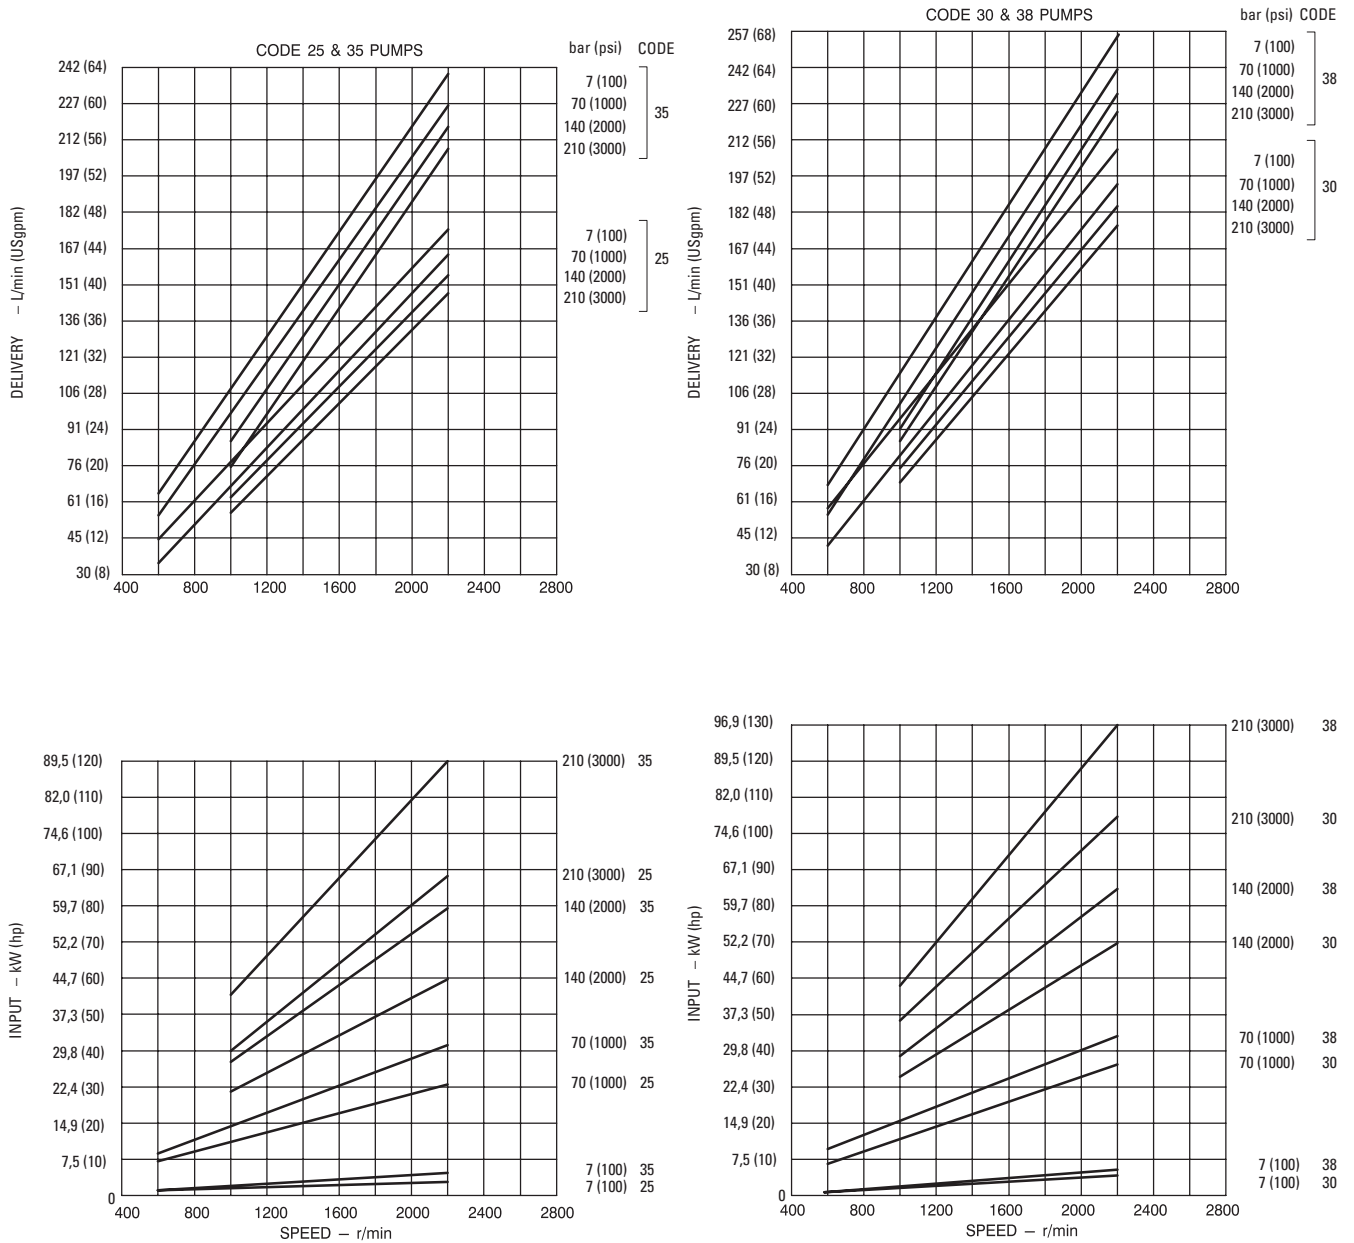 CODE 25 & 35 PUMPS
bar (psi) CODE
DELIVERY – L/min (USgpm)
242 (64)
227 (60)
212 (56)
197 (52)
182 (48)
167 (44)
151 (40)
136 (36)
121 (32)
106 (28)
91 (24)
76 (20)
61 (16)
45 (12)
30 (8)
7 (100)
70 (1000)
140 (2000)
210 (3000)
35
7 (100)
70 (1000)
140 (2000)
210 (3000)
25
400 800 1200 1600 2000 2400 2800
CODE 30 & 38 PUMPS
bar (psi) CODE
DELIVERY – L/min (USgpm)
257 (68)
242 (64)
227 (60)
212 (56)
197 (52)
182 (48)
167 (44)
151 (40)
136 (36)
121 (32)
106 (28)
91 (24)
76 (20)
61 (16)
45 (12)
30 (8)
7 (100)
70 (1000)
140 (2000)
210 (3000)
38
7 (100)
70 (1000)
140 (2000)
210 (3000)
30
400 800 1200 1600 2000 2400 2800
INPUT – kW (hp)
89,5 (120)
82,0 (110)
74,6 (100)
67,1 (90)
59,7 (80)
52,2 (70)
44,7 (60)
37,3 (50)
29,8 (40)
22,4 (30)
14,9 (20)
7,5 (10)
0
210 (3000) 35
210 (3000) 25
140 (2000) 35
140 (2000) 25
70 (1000) 35
70 (1000) 25
7 (100) 35
7 (100) 25
400 800 1200 1600 2000 2400 2800
SPEED – r/min
INPUT – kW (hp)
96,9 (130)
89,5 (120)
82,0 (110)
74,6 (100)
67,1 (90)
59,7 (80)
52,2 (70)
44,7 (60)
37,3 (50)
29,8 (40)
22,4 (30)
14,9 (20)
7,5 (10)
0
210 (3000) 38
210 (3000) 30
140 (2000) 38
140 (2000) 30
70 (1000) 38
70 (1000) 30
7 (100) 38
7 (100) 30
400 800 1200 1600 2000 2400 2800
SPEED – r/min